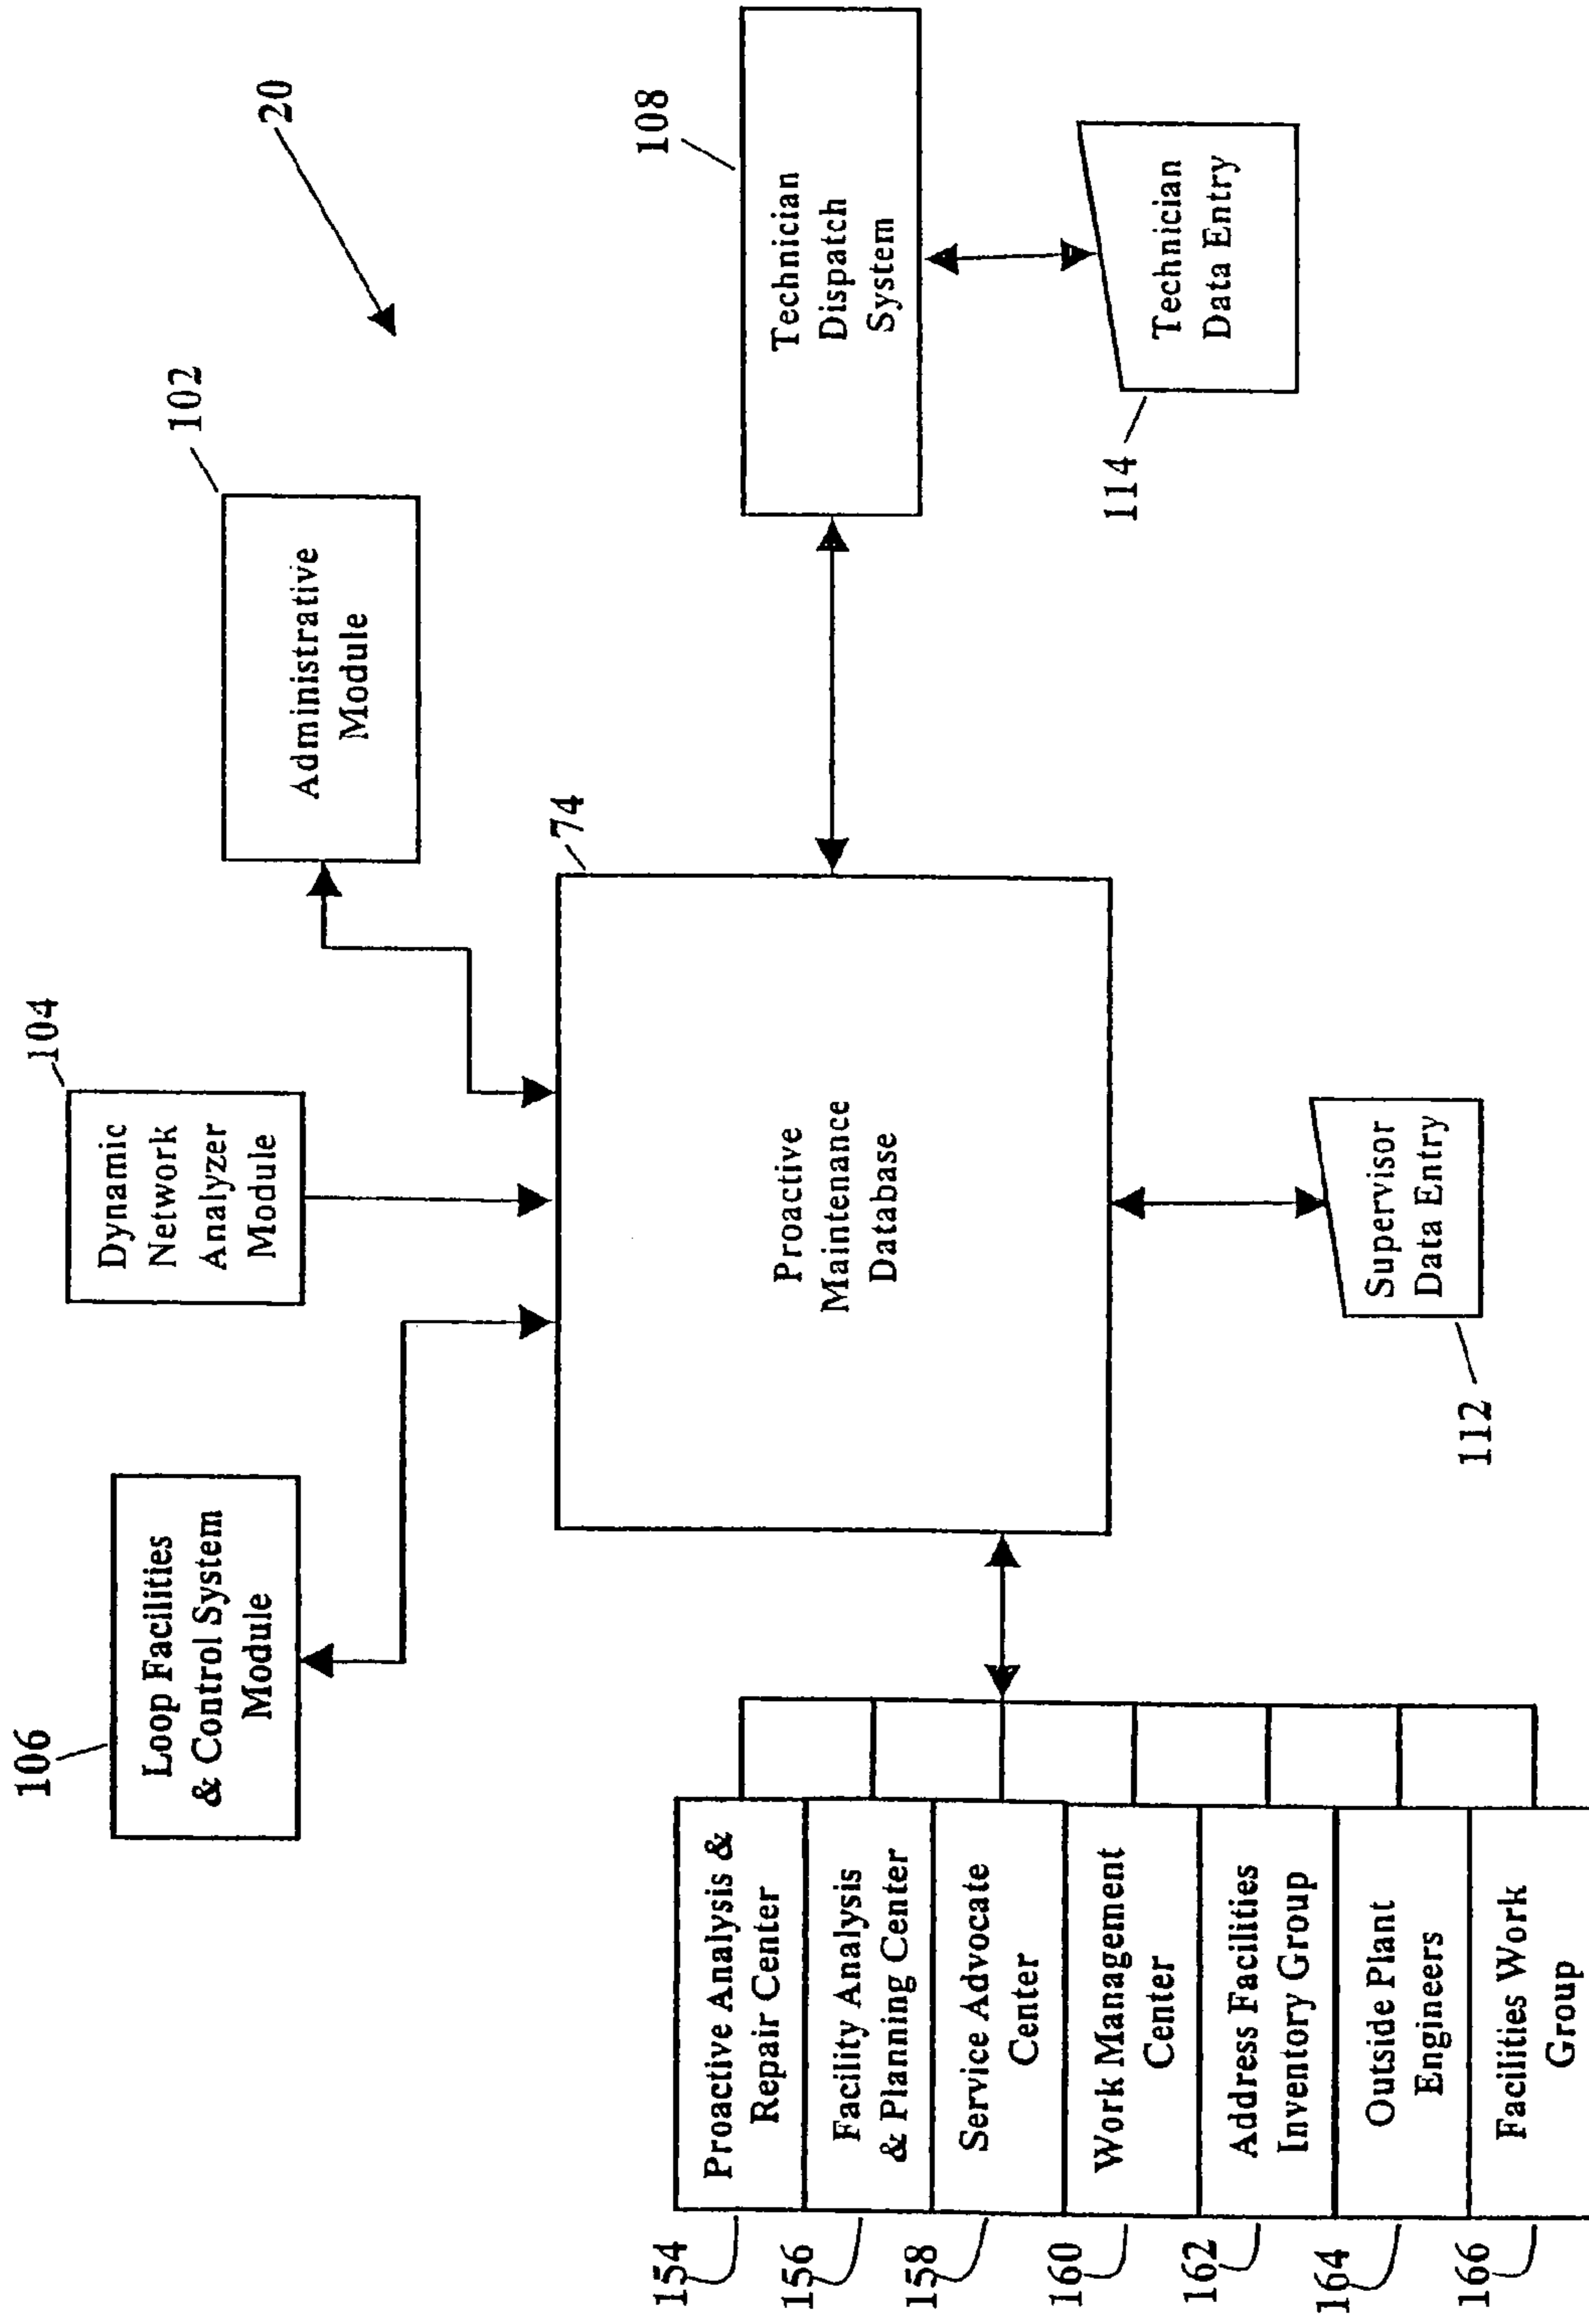 20
106
Loop Facilities
& Control System
Module
104
Dynamic
Network
Analyzer
Module
102
Administrative
Module
74
Proactive
Maintenance
Database
108
Technician
Dispatch
System
114
Technician
Data Entry
112
Supervisor
Data Entry
154
Proactive Analysis &
Repair Center
156
Facility Analysis
& Planning Center
158
Service Advocate
Center
160
Work Management
Center
162
Address Facilities
Inventory Group
164
Outside Plant
Engineers
166
Facilities Work
Group